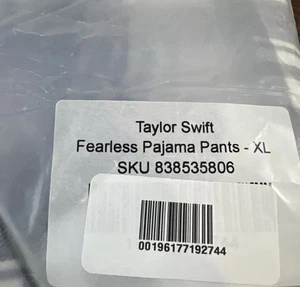 Taylor Swift
Fearless Pajama Pants - XL
SKU 838535806
00196177192744